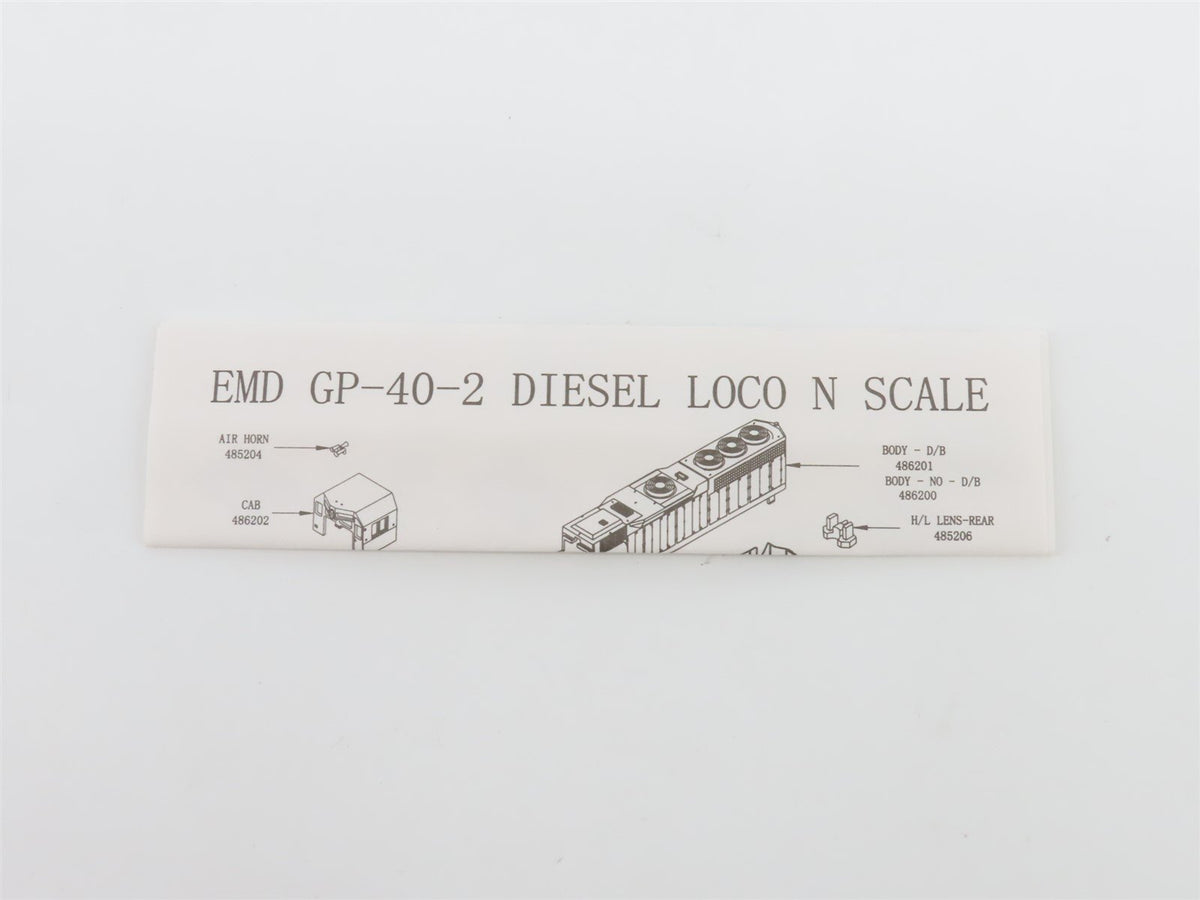 EMD GP-40-2 DIESEL LOCO N SCALE
AIR HORN
485204
CAB
486202
BODY - D/B
486201
BODY - NO - D/B
486200
H/L LENS-REAR
485206